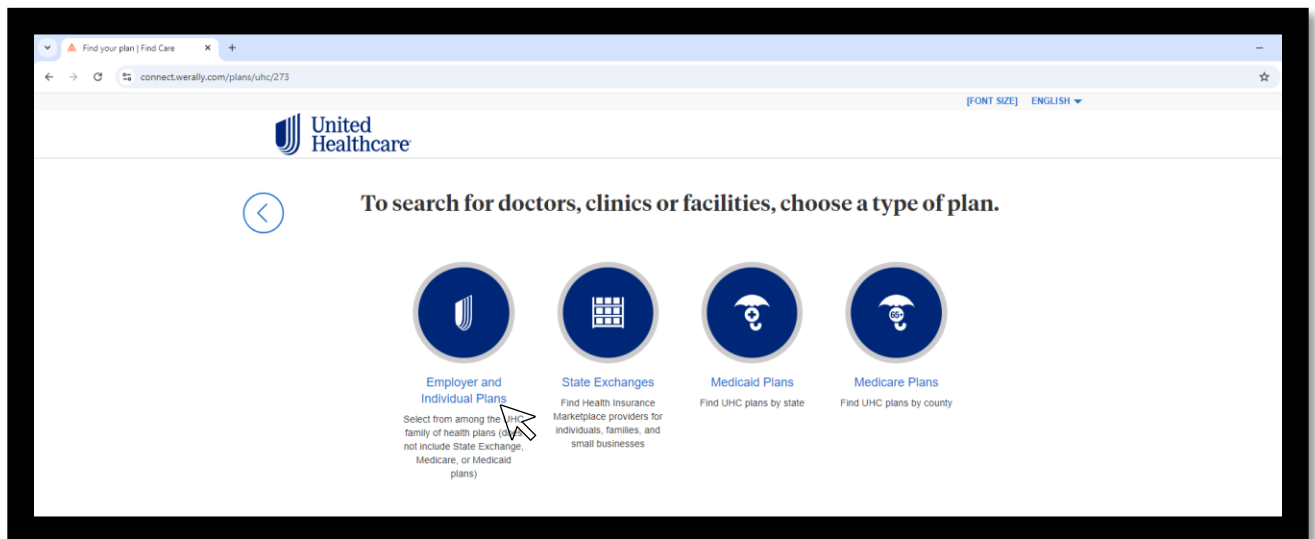 Find your plan | Find Care
connect.werally.com/plans/uhc/273
[FONT SIZE] ENGLISH
United
Healthcare
To search for doctors, clinics or facilities, choose a type of plan.
Employer and
Individual Plans
Select from among the UHC
family of health plans (does
not include State Exchange,
Medicare, or Medicaid
plans)
State Exchanges
Find Health Insurance
Marketplace providers for
individuals, families, and
small businesses
Medicaid Plans
Find UHC plans by state
65+
Medicare Plans
Find UHC plans by county